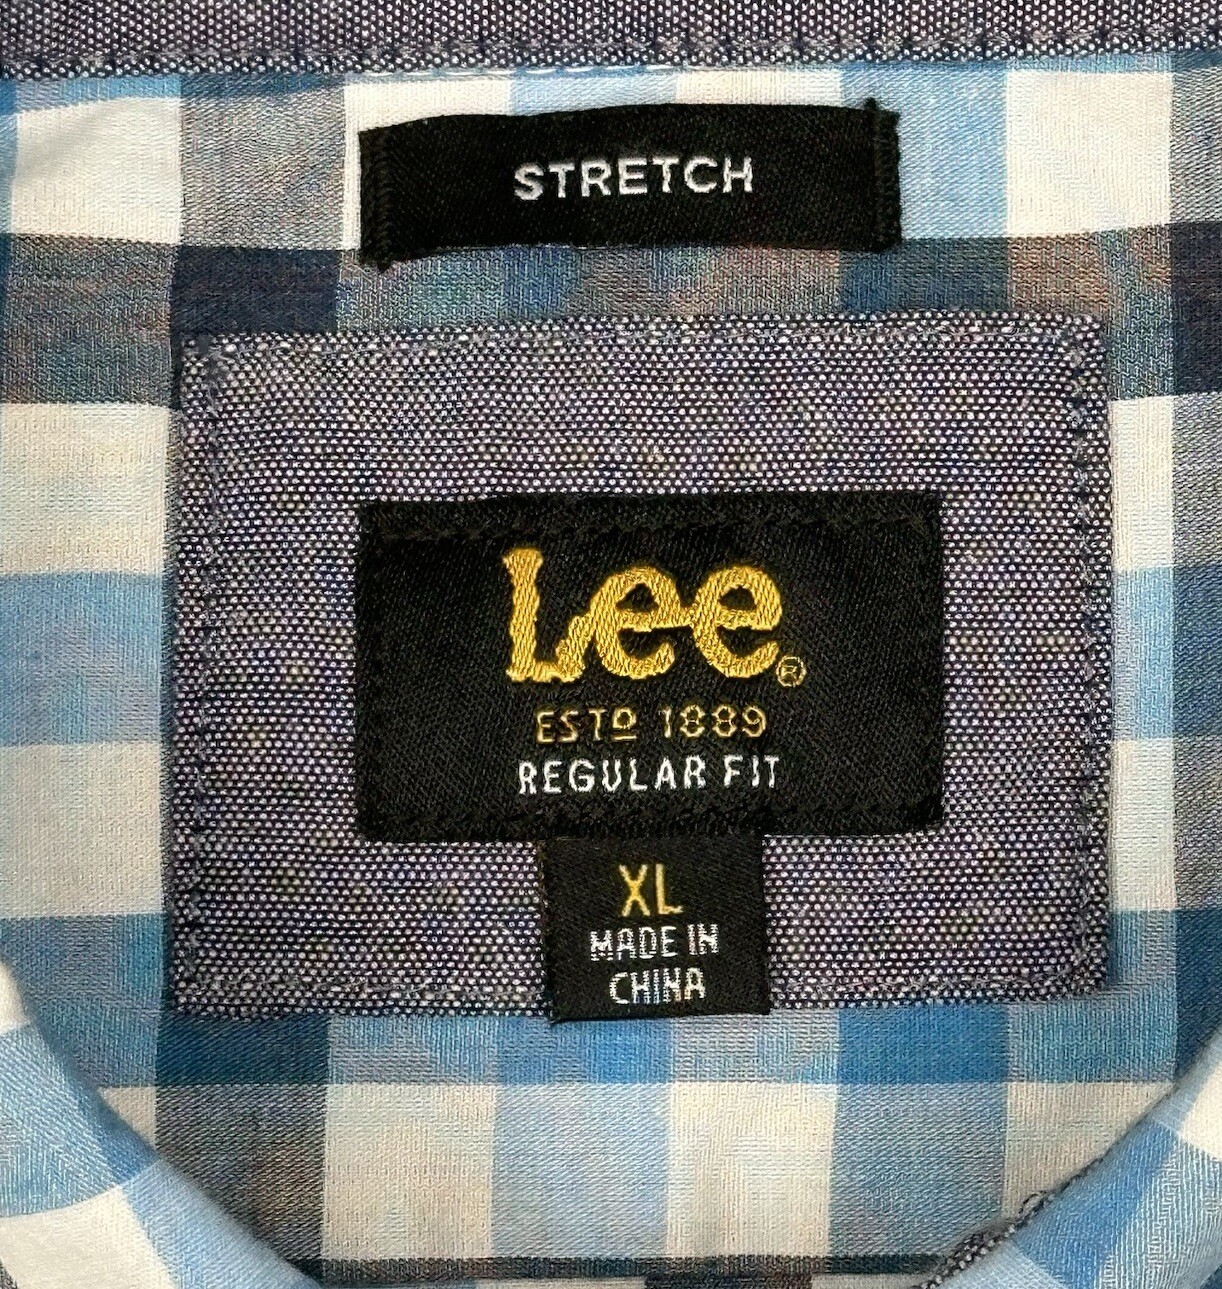 STRETCH
Lee®
ESTD 1889
REGULAR FIT
XL
MADE IN
CHINA